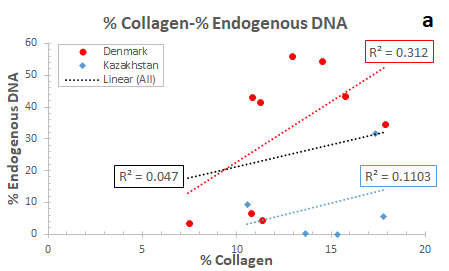 % Collagen-% Endogenous DNA
a
Denmark
Kazakhstan
Linear (All)
R² = 0.312
R² = 0.047
R² = 0.1103
% Endogenous DNA
60
50
40
30
20
10
0
0
5
10
15
20
% Collagen